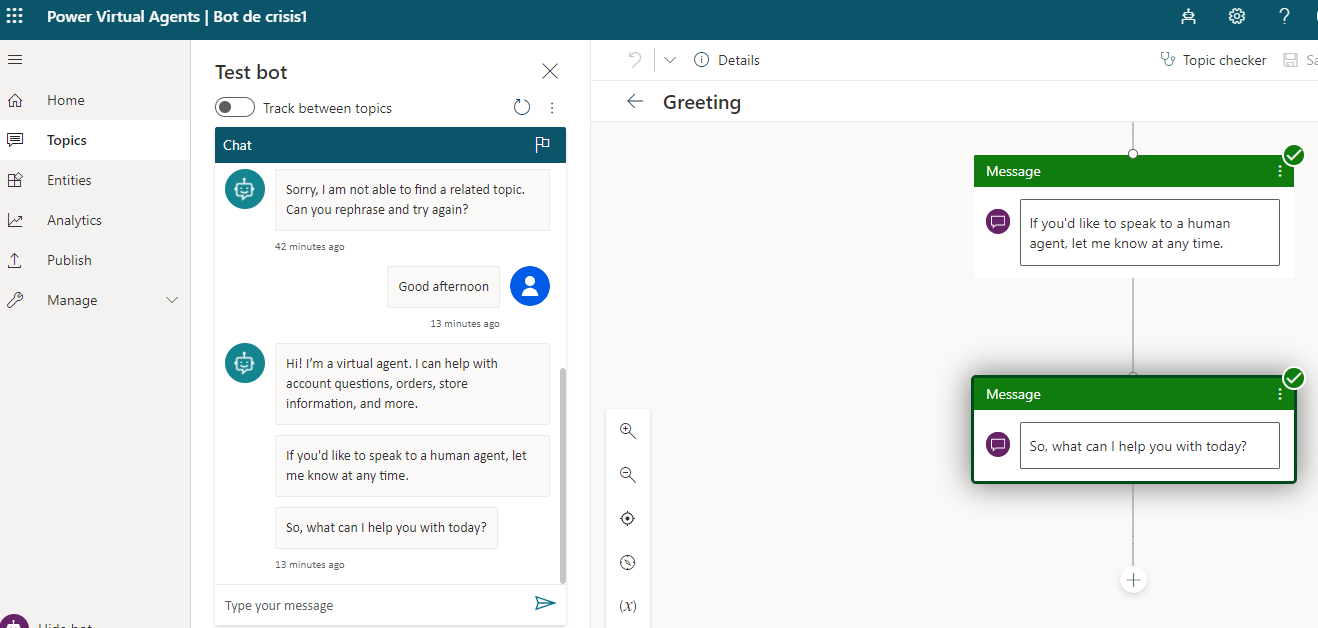 Power Virtual Agents | Bot de crisis1
Home
Topics
Entities
Analytics
Publish
Manage
Test bot
Track between topics
Chat
Sorry, I am not able to find a related topic.
Can you rephrase and try again?
42 minutes ago
Good afternoon
13 minutes ago
Hi! I'm a virtual agent. I can help with
account questions, orders, store
information, and more.
If you'd like to speak to a human agent, let
me know at any time.
So, what can I help you with today?
13 minutes ago
Type your message
Details
Topic checker
Greeting
Message
If you'd like to speak to a human
agent, let me know at any time.
Message
So, what can I help you with today?
(x)